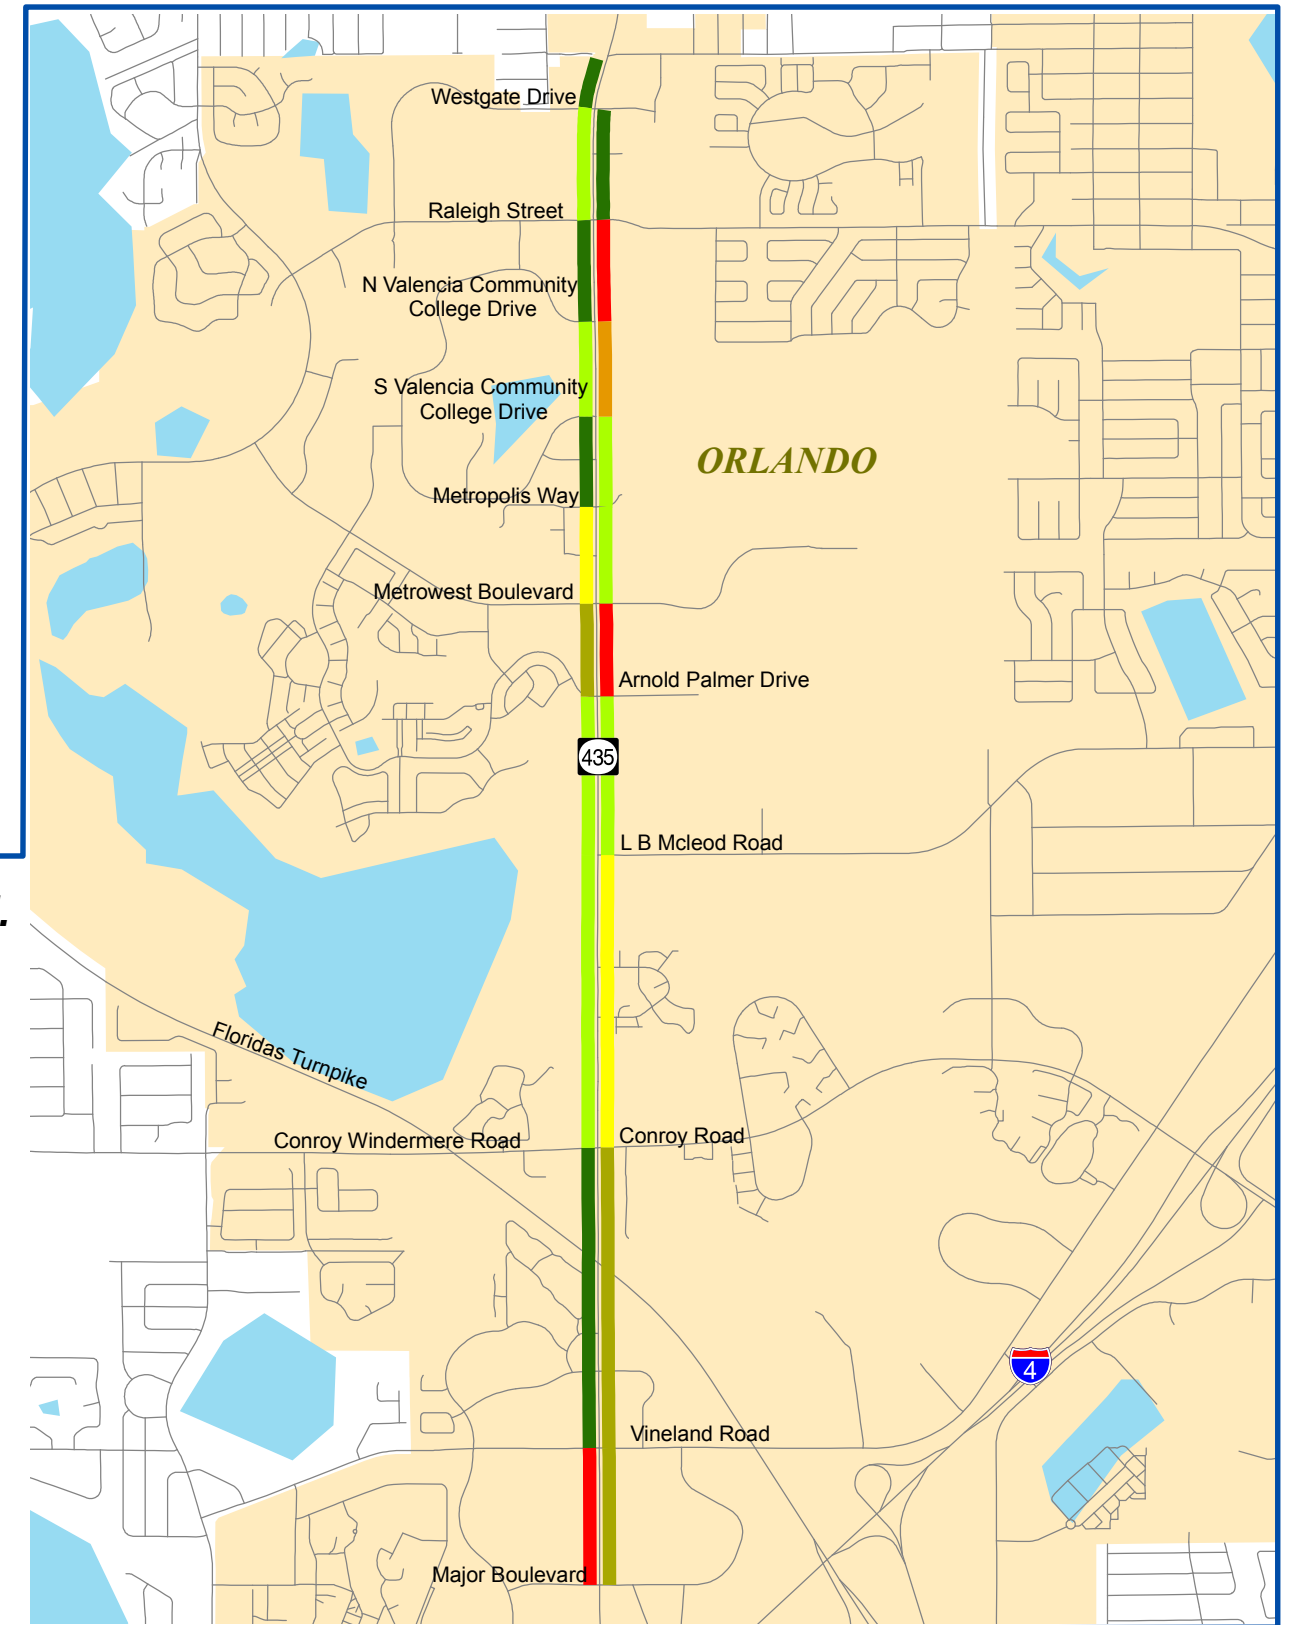 Westgate Drive
Raleigh Street
N Valencia Community
College Drive
S Valencia Community
College Drive
ORLANDO
Metropolis Way
Metrowest Boulevard
Arnold Palmer Drive
435
L B Mcleod Road
.
Floridas Turnpike
Conroy Windermere Road
Conroy Road
4
Vineland Road
Major Boulevard